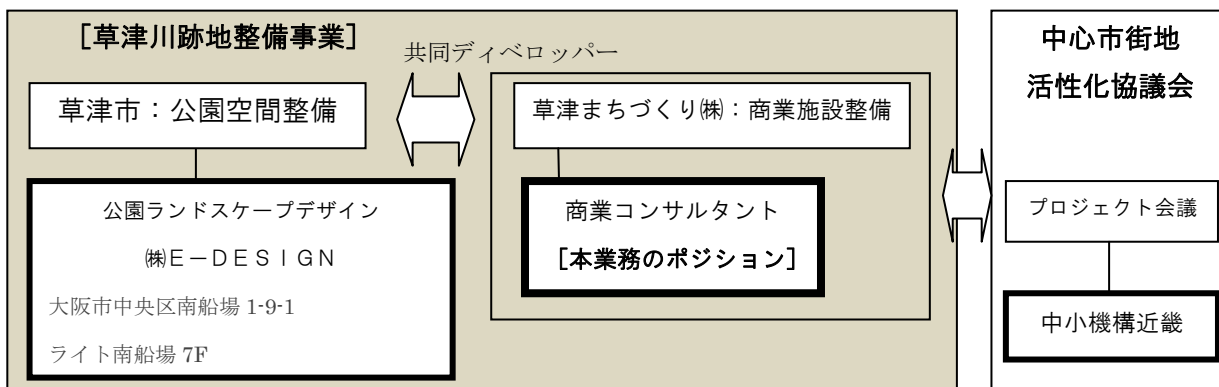 ［草津川跡地整備事業］
共同ディベロッパー
草津市：公園空間整備
公園ランドスケープデザイン
㈱Ｅ－ＤＥＳＩＧＮ
大阪市中央区南船場 1-9-1
ライト南船場 7F
草津まちづくり㈱：商業施設整備
商業コンサルタント
［本業務のポジション］
中心市街地
活性化協議会
プロジェクト会議
中小機構近畿